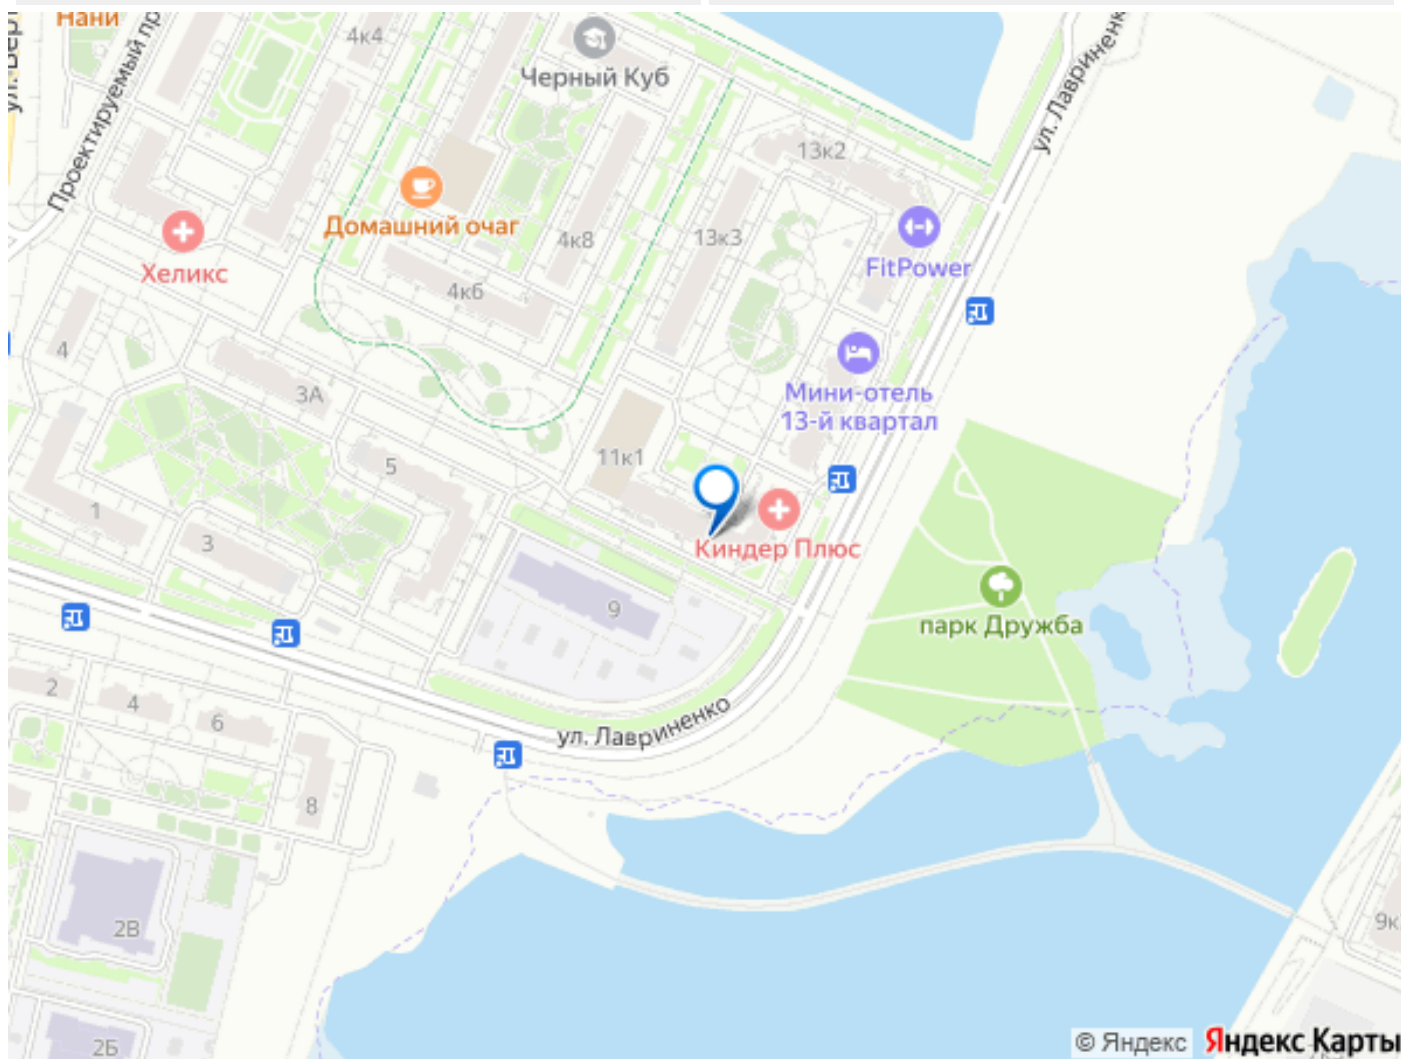 Нани
4к4
Черный Куб
ул. Лавриненко
Проектируемый пр
13к2
Домашний очаг
4к8
13к3
FitPower
Хеликс
4к6
4
3А
Мини-отель
13-й квартал
5
11к1
1
3
Киндер Плюс
9
парк Дружба
2
4
6
ул. Лавриненко
8
2В
9к
2Б
© Яндекс
Яндекс Карты